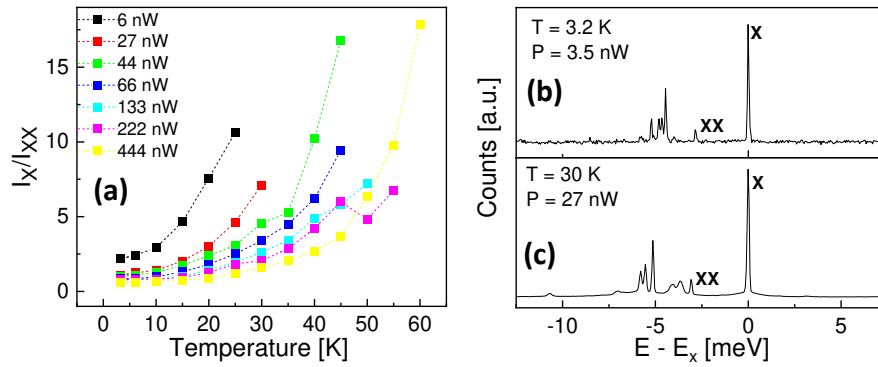 6 nW
27 nW
44 nW
66 nW
133 nW
222 nW
444 nW
(a)
15
10
5
0
I_X/I_XX
0 10 20 30 40 50 60
Temperature [K]
T = 3.2 K
P = 3.5 nW
X
(b)
XX
T = 30 K
P = 27 nW
X
(c)
XX
Counts [a.u.]
-10 -5 0 5
E - E_x [meV]